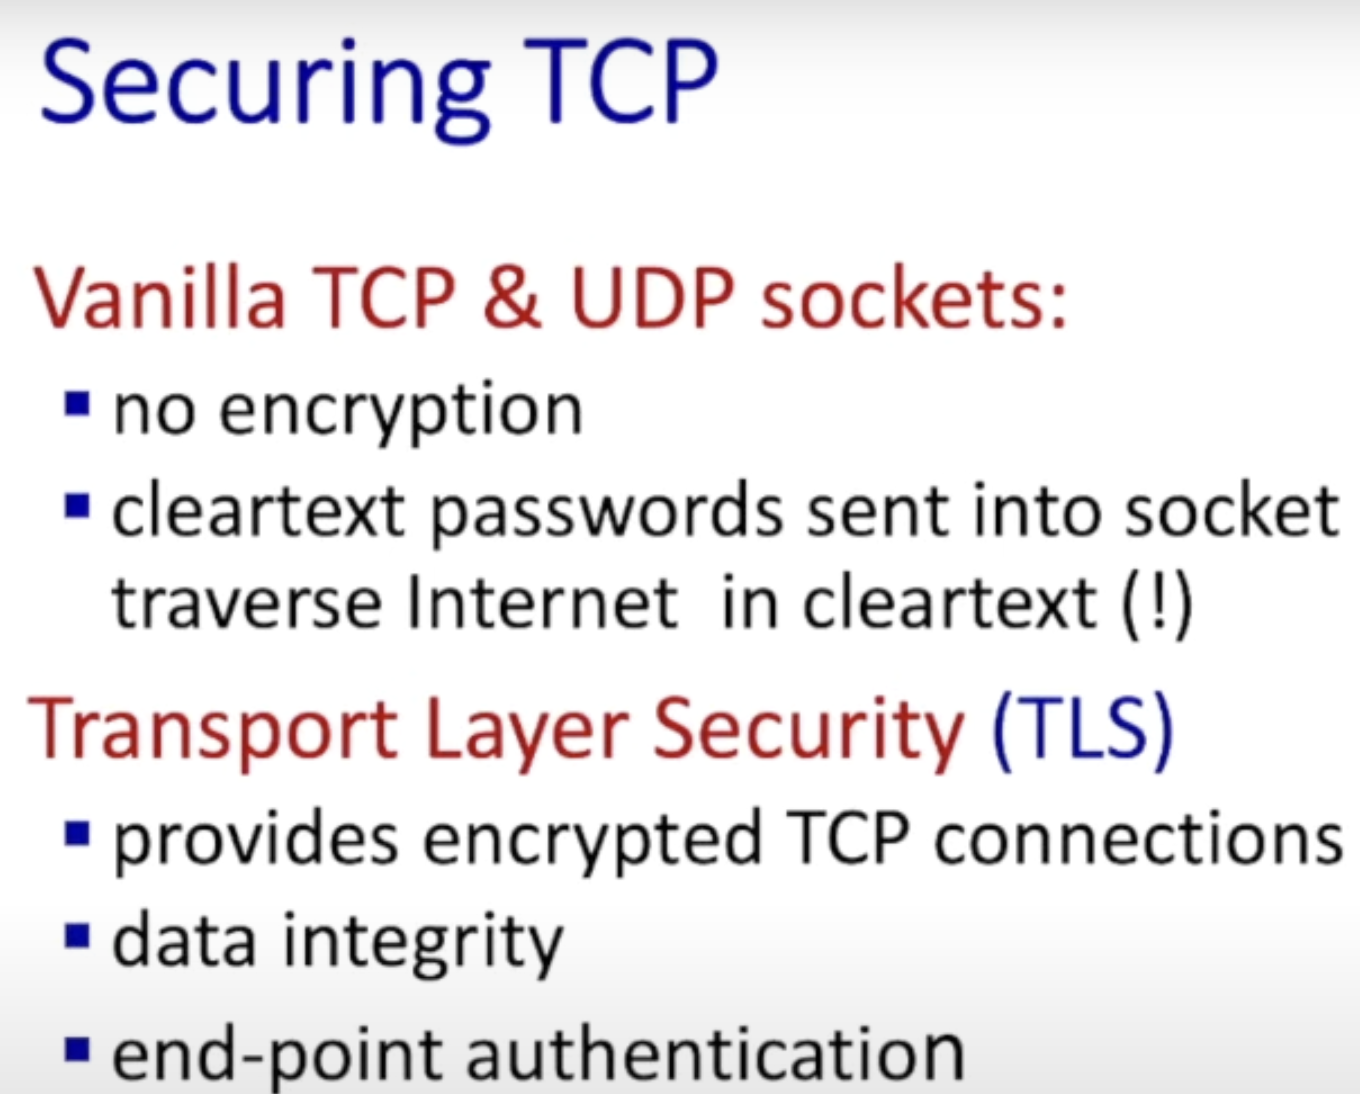 Securing TCP
Vanilla TCP & UDP sockets:
▪ no encryption
▪ cleartext passwords sent into socket
traverse Internet in cleartext (!)
Transport Layer Security (TLS)
▪ provides encrypted TCP connections
▪ data integrity
▪ end-point authentication